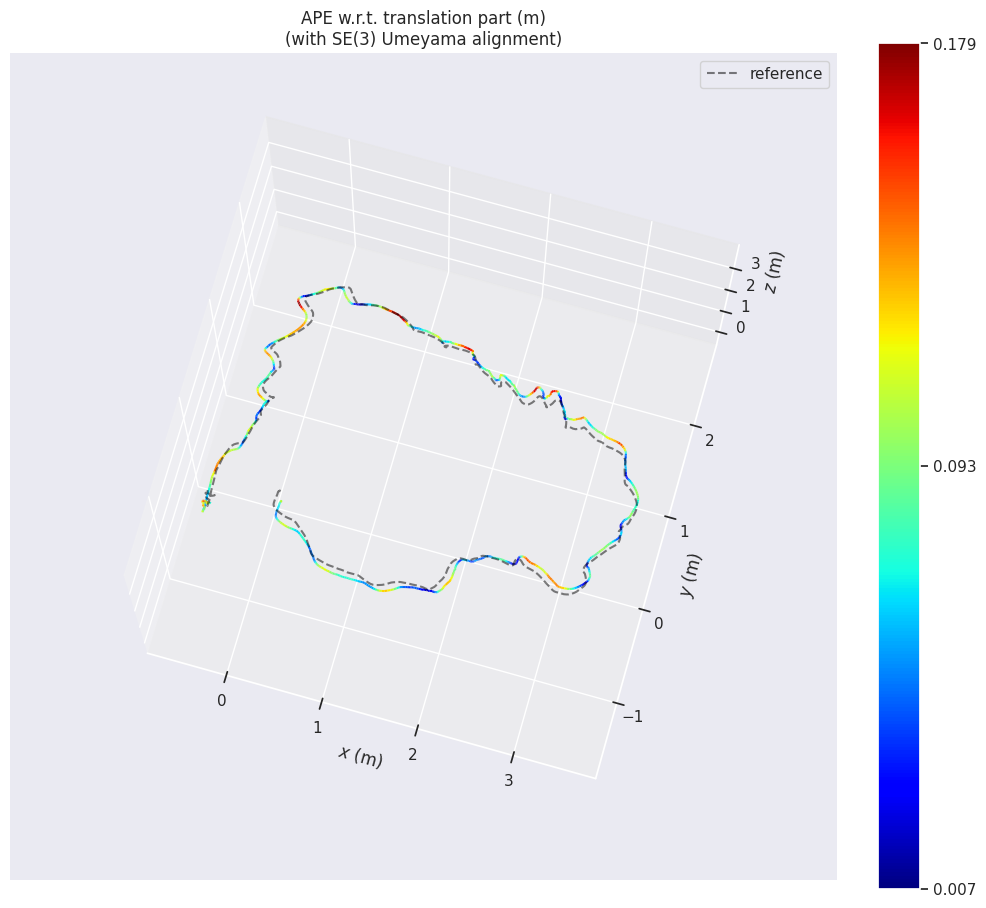 APE w.r.t. translation part (m)
(with SE(3) Umeyama alignment)
reference
0.179
0.093
0.007
z (m)
3
2
1
0
2
1
0
−1
y (m)
0
1
2
3
x (m)